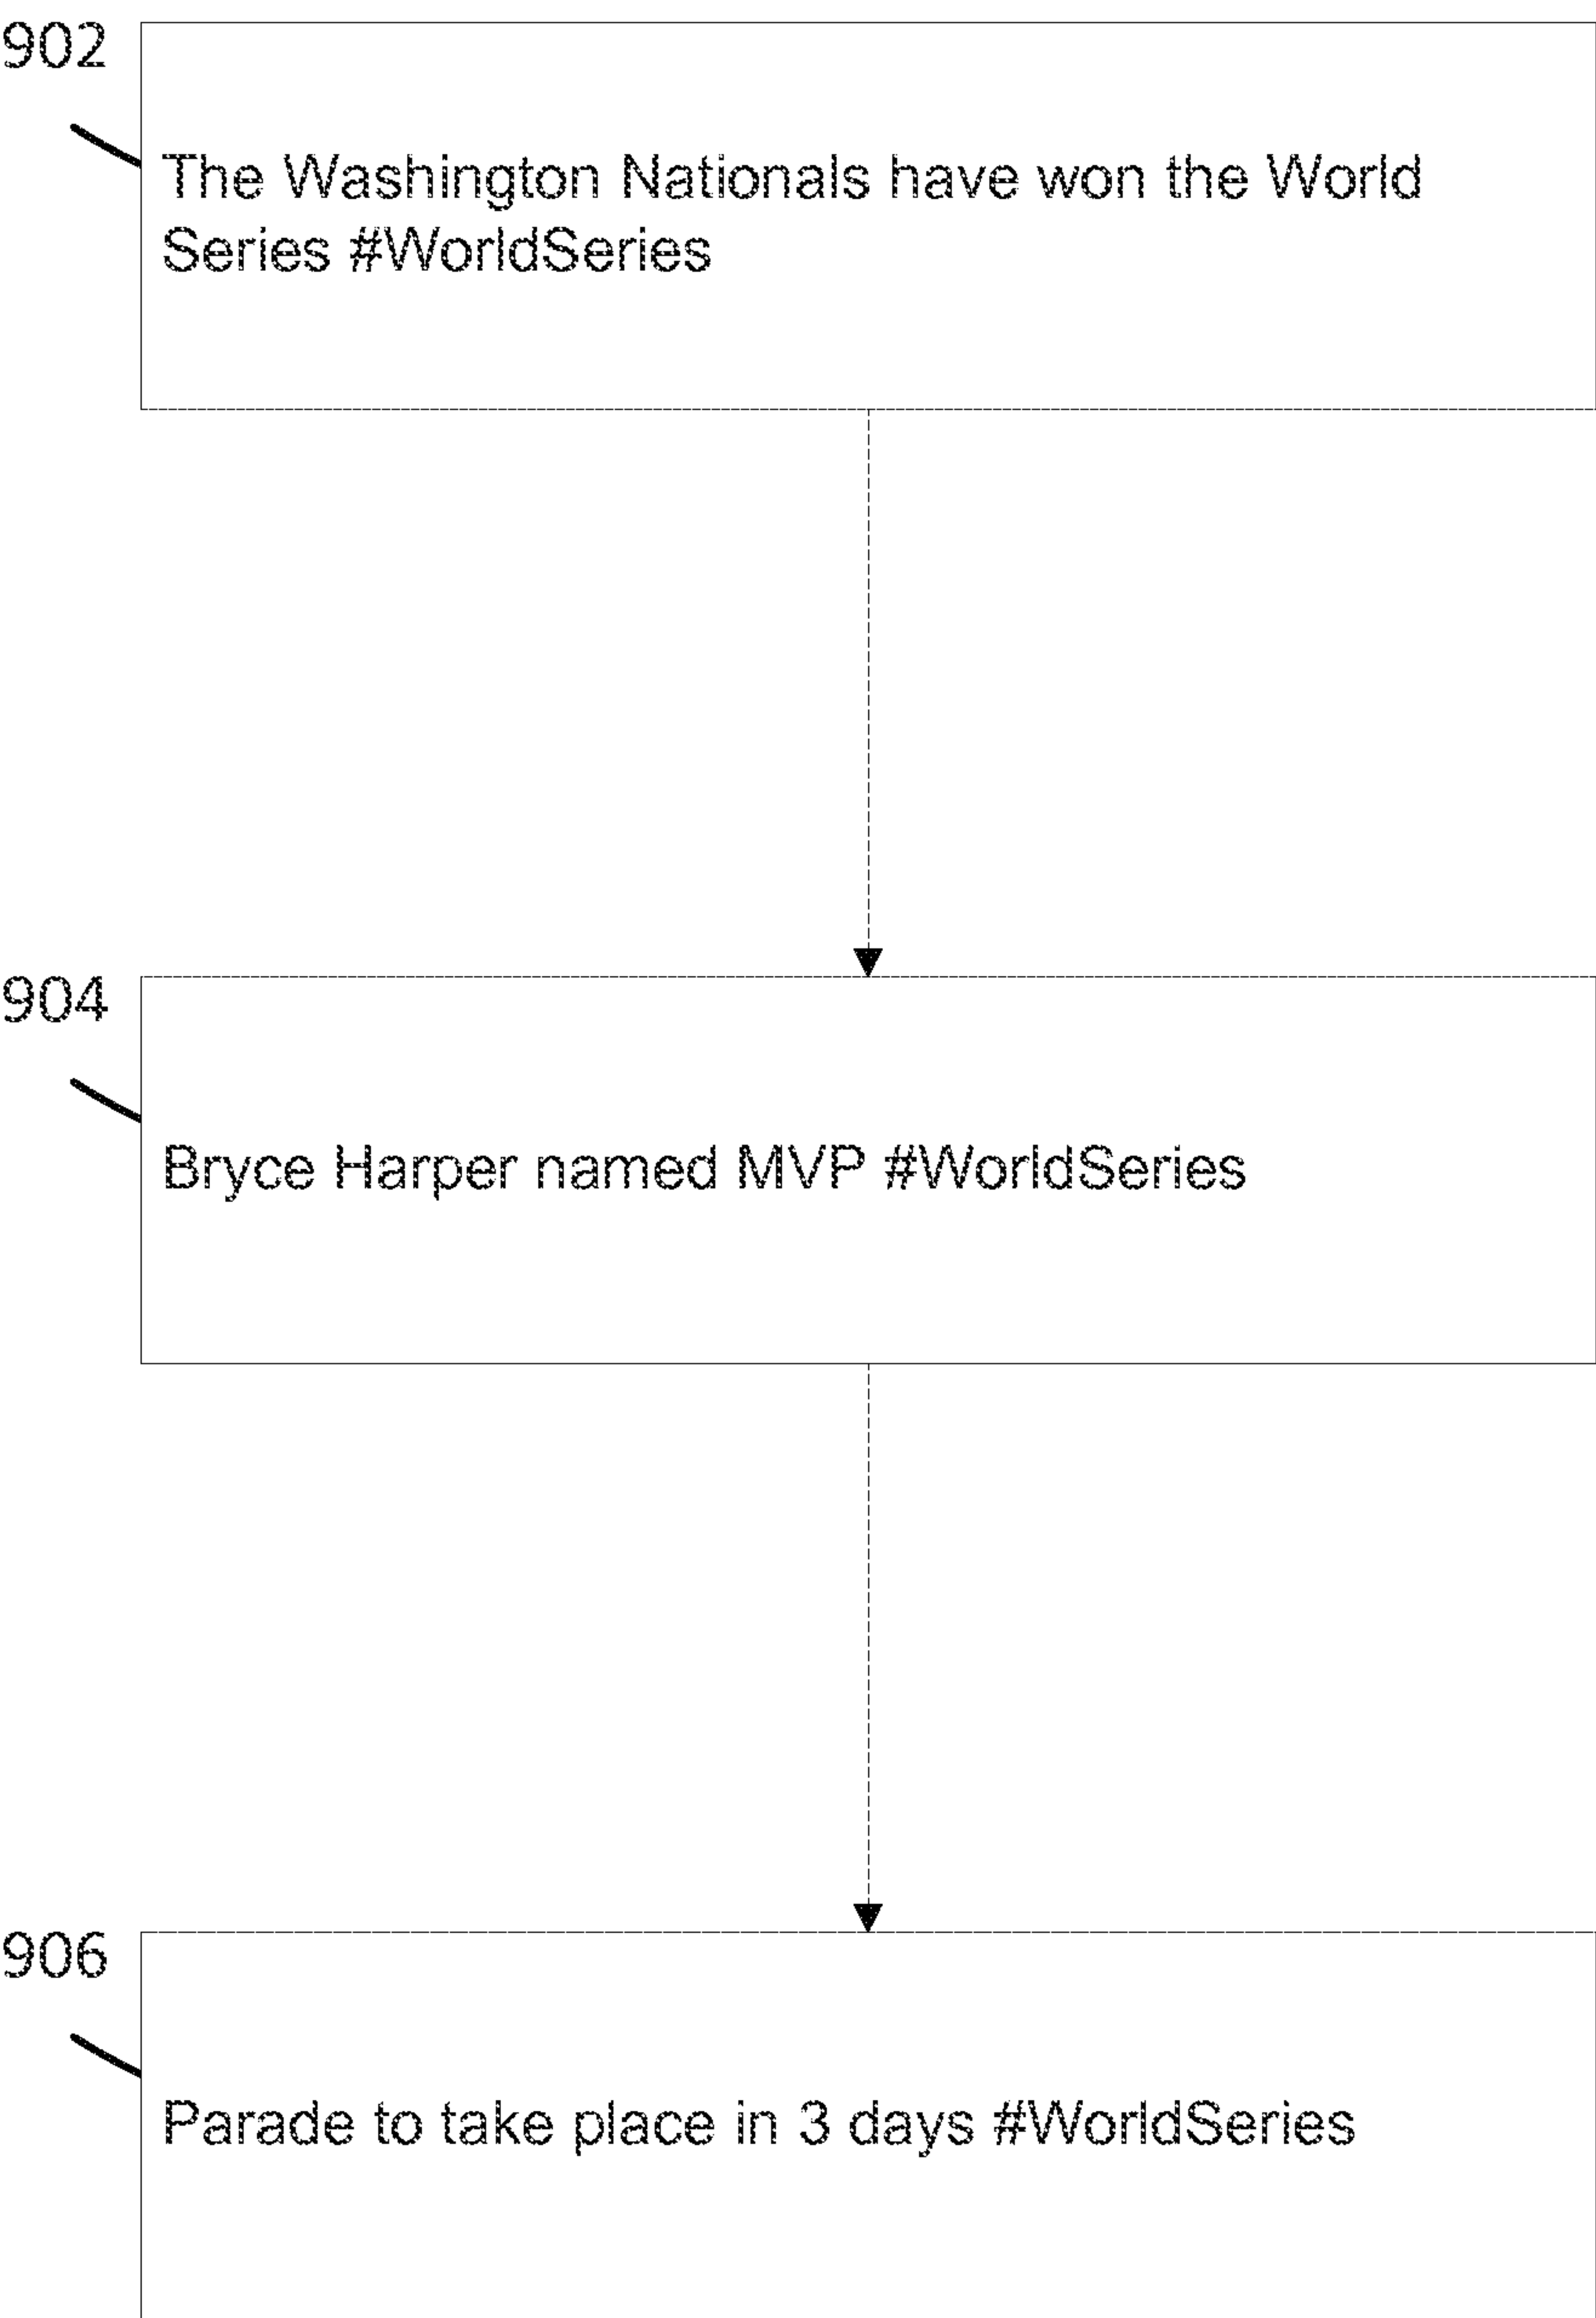 902
The Washington Nationals have won the World
Series #WorldSeries
904
Bryce Harper named MVP #WorldSeries
906
Parade to take place in 3 days #WorldSeries